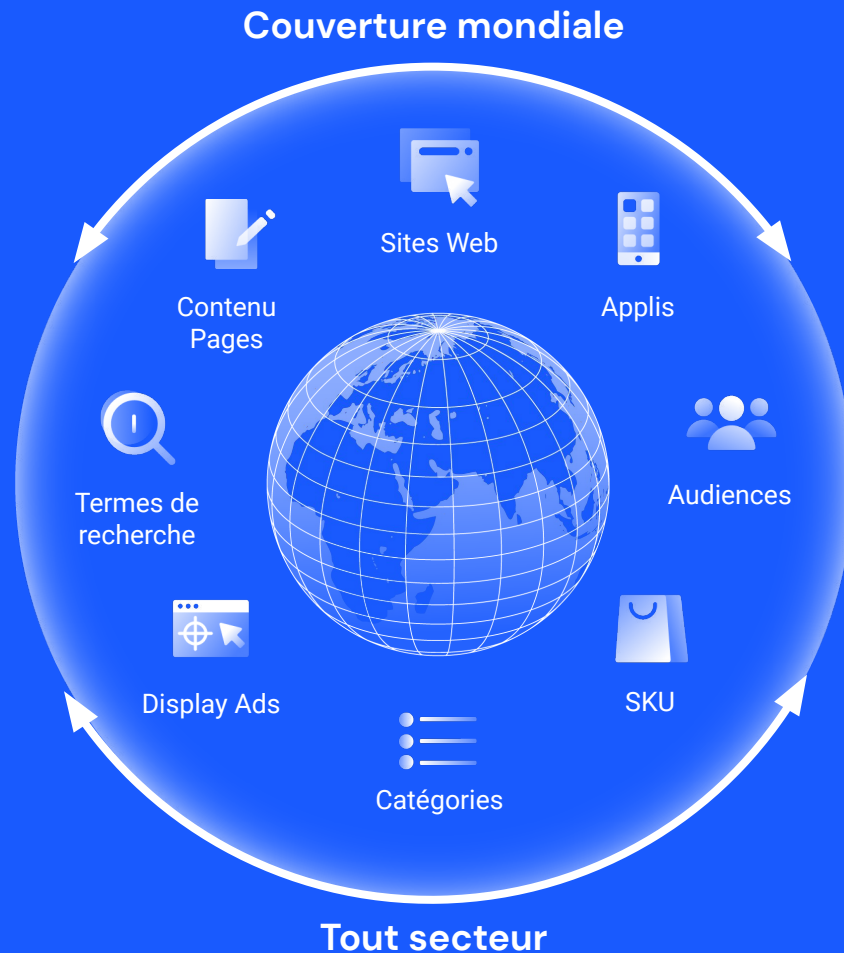 Couverture mondiale
Sites Web
Contenu
Pages
Applis
Termes de
recherche
Audiences
Display Ads
SKU
Catégories
Tout secteur